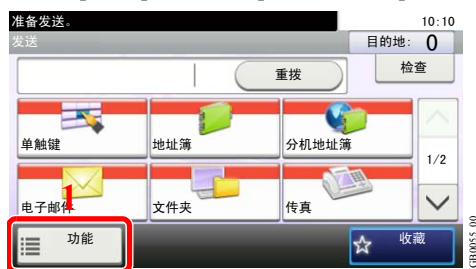 准备发送。 10:10
发送 目的地: 0
重拨 检查
单触键 地址簿 分机地址簿
1/2
电子邮件 文件夹 传真
1
功能 收藏
GB0055_00